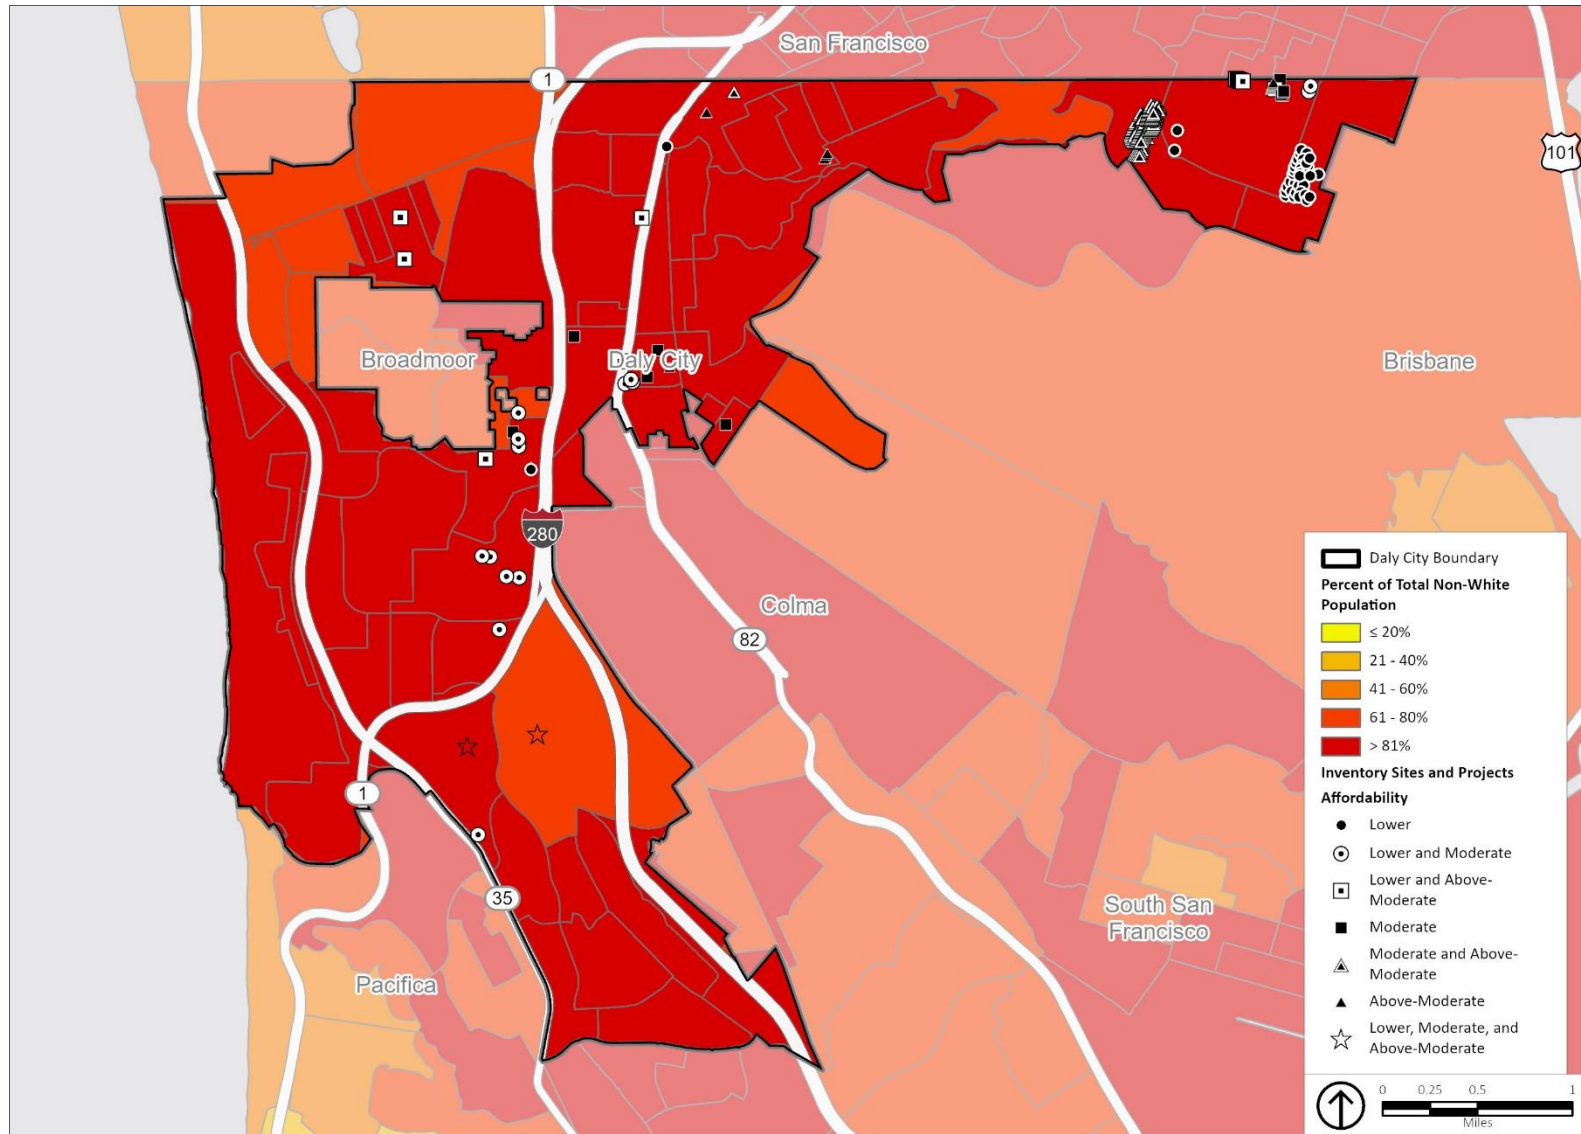 San Francisco
1
101
Broadmoor
Daly City
Brisbane
280
Colma
82
1
35
South San
Francisco
Pacifica
Daly City Boundary
Percent of Total Non-White
Population
≤ 20%
21 - 40%
41 - 60%
61 - 80%
> 81%
Inventory Sites and Projects
Affordability
Lower
Lower and Moderate
Lower and Above-
Moderate
Moderate
Moderate and Above-
Moderate
Above-Moderate
Lower, Moderate, and
Above-Moderate
0 0.25 0.5 1
Miles